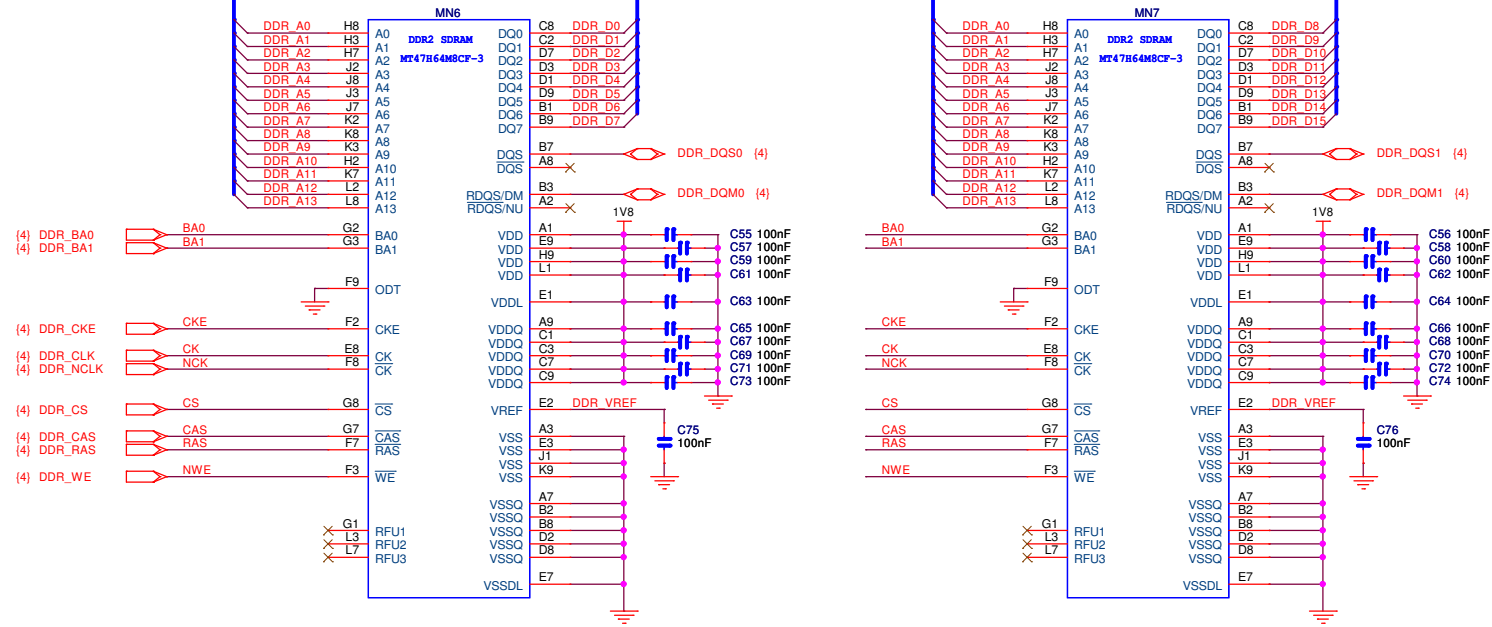 MN6
DDR2 SDRAM
MT47H64M8CF-3
DDR_A0 H8 A0 DQ0 C8 DDR_D0
DDR_A1 H3 A1 DQ1 C2 DDR_D1
DDR_A2 H7 A2 DQ2 D7 DDR_D2
DDR_A3 J2 A3 DQ3 D3 DDR_D3
DDR_A4 J8 A4 DQ4 D1 DDR_D4
DDR_A5 J3 A5 DQ5 D9 DDR_D5
DDR_A6 J7 A6 DQ6 B1 DDR_D6
DDR_A7 K2 A7 DQ7 B9 DDR_D7
DDR_A8 K8 A8
DDR_A9 K3 A9 DQS B7 DDR_DQS0 {4}
DDR_A10 H2 A10 DQS A8
DDR_A11 K7 A11
DDR_A12 L2 A12 RDQS/DM B3 DDR_DQM0 {4}
DDR_A13 L8 A13 RDQS/NU A2
1V8
{4} DDR_BA0 BA0 G2 BA0 VDD A1 C55 100nF
{4} DDR_BA1 BA1 G3 BA1 VDD E9 C57 100nF
VDD H9 C59 100nF
VDD L1 C61 100nF
F9 ODT
VDDL E1 C63 100nF
{4} DDR_CKE CKE F2 CKE VDDQ A9 C65 100nF
VDDQ C1 C67 100nF
{4} DDR_CLK CK E8 CK VDDQ C3 C69 100nF
{4} DDR_NCLK NCK F8 CK VDDQ C7 C71 100nF
VDDQ C9 C73 100nF
{4} DDR_CS CS G8 CS VREF E2 DDR_VREF
C75
100nF
{4} DDR_CAS CAS G7 CAS VSS A3
{4} DDR_RAS RAS F7 RAS VSS E3
VSS J1
{4} DDR_WE NWE F3 WE VSS K9
VSSQ A7
VSSQ B2
G1 RFU1 VSSQ B8
L3 RFU2 VSSQ D2
L7 RFU3 VSSQ D8
VSSDL E7
MN7
DDR2 SDRAM
MT47H64M8CF-3
DDR_A0 H8 A0 DQ0 C8 DDR_D8
DDR_A1 H3 A1 DQ1 C2 DDR_D9
DDR_A2 H7 A2 DQ2 D7 DDR_D10
DDR_A3 J2 A3 DQ3 D3 DDR_D11
DDR_A4 J8 A4 DQ4 D1 DDR_D12
DDR_A5 J3 A5 DQ5 D9 DDR_D13
DDR_A6 J7 A6 DQ6 B1 DDR_D14
DDR_A7 K2 A7 DQ7 B9 DDR_D15
DDR_A8 K8 A8
DDR_A9 K3 A9 DQS B7 DDR_DQS1 {4}
DDR_A10 H2 A10 DQS A8
DDR_A11 K7 A11
DDR_A12 L2 A12 RDQS/DM B3 DDR_DQM1 {4}
DDR_A13 L8 A13 RDQS/NU A2
1V8
BA0 G2 BA0 VDD A1 C56 100nF
BA1 G3 BA1 VDD E9 C58 100nF
VDD H9 C60 100nF
VDD L1 C62 100nF
F9 ODT
VDDL E1 C64 100nF
CKE F2 CKE VDDQ A9 C66 100nF
VDDQ C1 C68 100nF
CK E8 CK VDDQ C3 C70 100nF
NCK F8 CK VDDQ C7 C72 100nF
VDDQ C9 C74 100nF
CS G8 CS VREF E2 DDR_VREF
C76
100nF
CAS G7 CAS VSS A3
RAS F7 RAS VSS E3
VSS J1
NWE F3 WE VSS K9
VSSQ A7
VSSQ B2
G1 RFU1 VSSQ B8
L3 RFU2 VSSQ D2
L7 RFU3 VSSQ D8
VSSDL E7